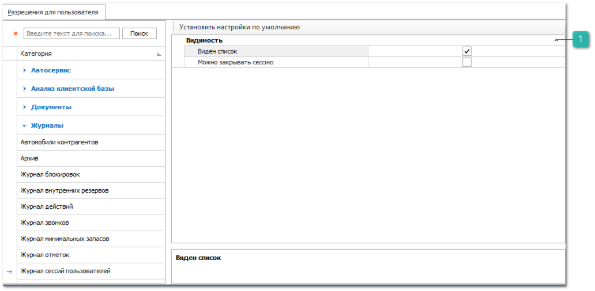 Разрешения для пользователя
Введите текст для поиска...
Поиск
Категория
Автосервис
Анализ клиентской базы
Документы
Журналы
Автомобили контрагентов
Архив
Журнал блокировок
Журнал внутренних резервов
Журнал действий
Журнал звонков
Журнал минимальных запасов
Журнал отметок
Журнал сессий пользователей
Установить настройки по умолчанию
Видимость
Виден список
Можно закрывать сессию
1
Виден список